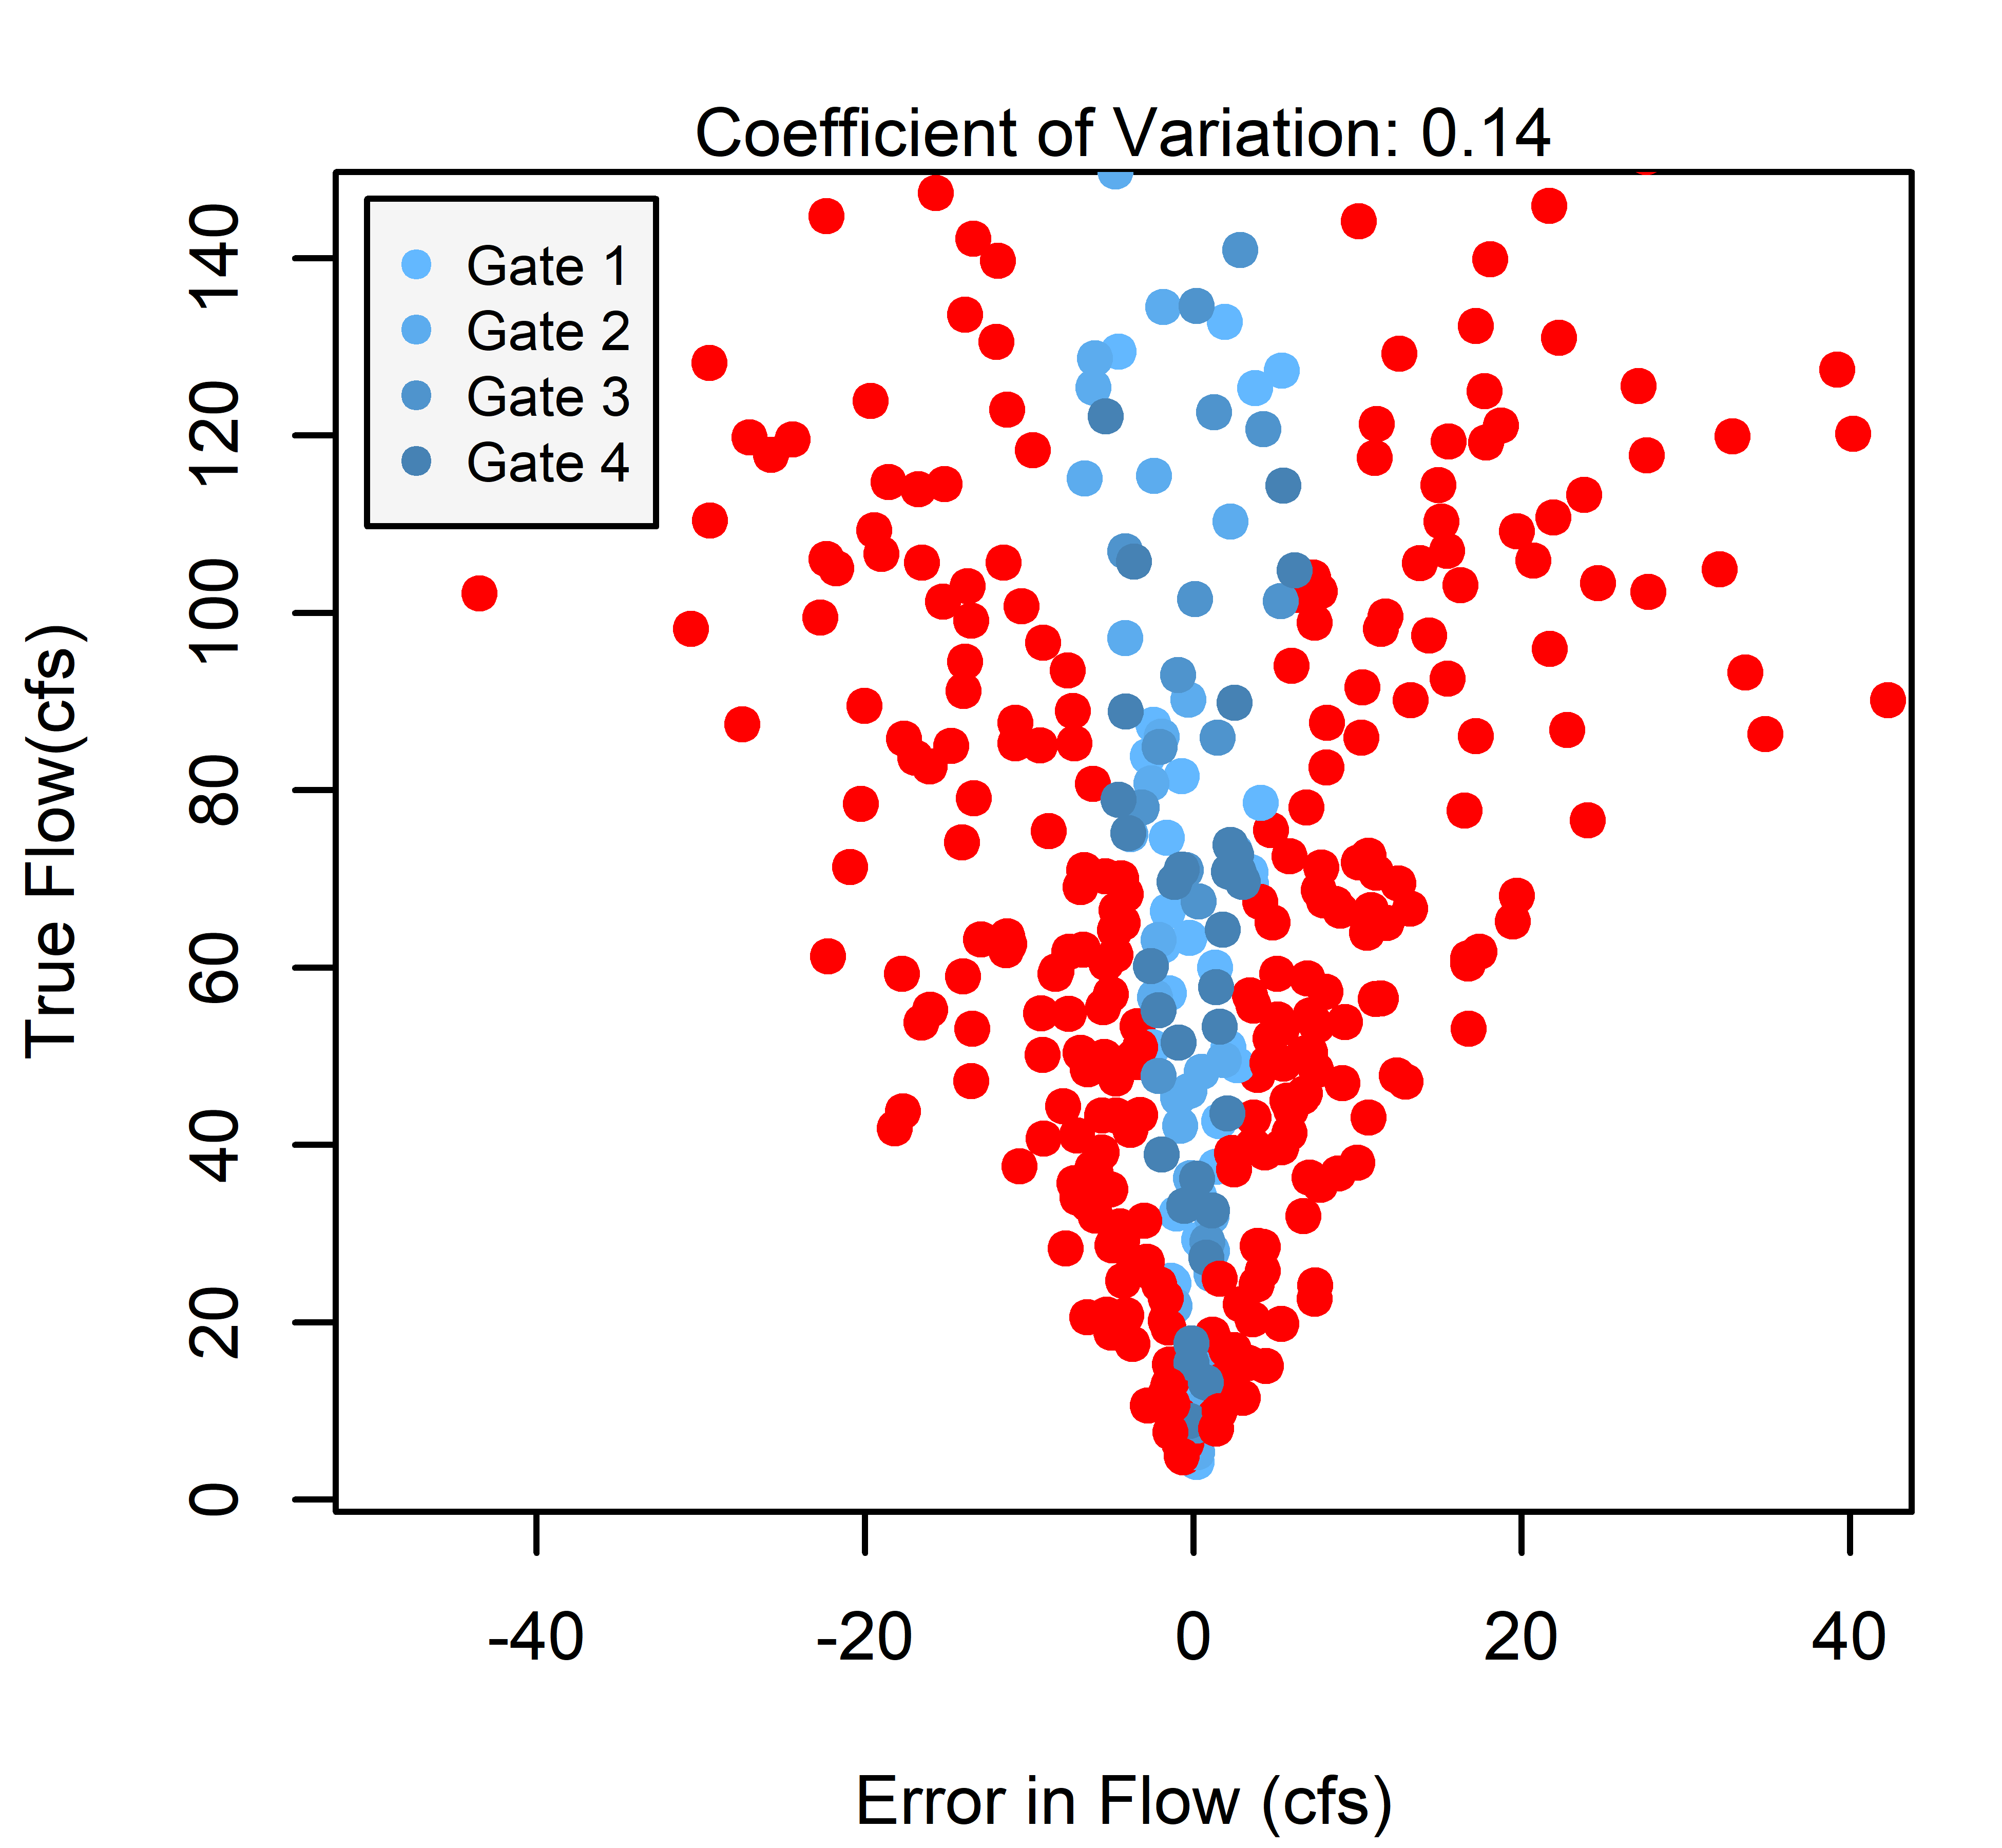 Coefficient of Variation: 0.14
Gate 1
Gate 2
Gate 3
Gate 4
True Flow(cfs)
140
120
100
80
60
40
20
0
-40 -20 0 20 40
Error in Flow (cfs)